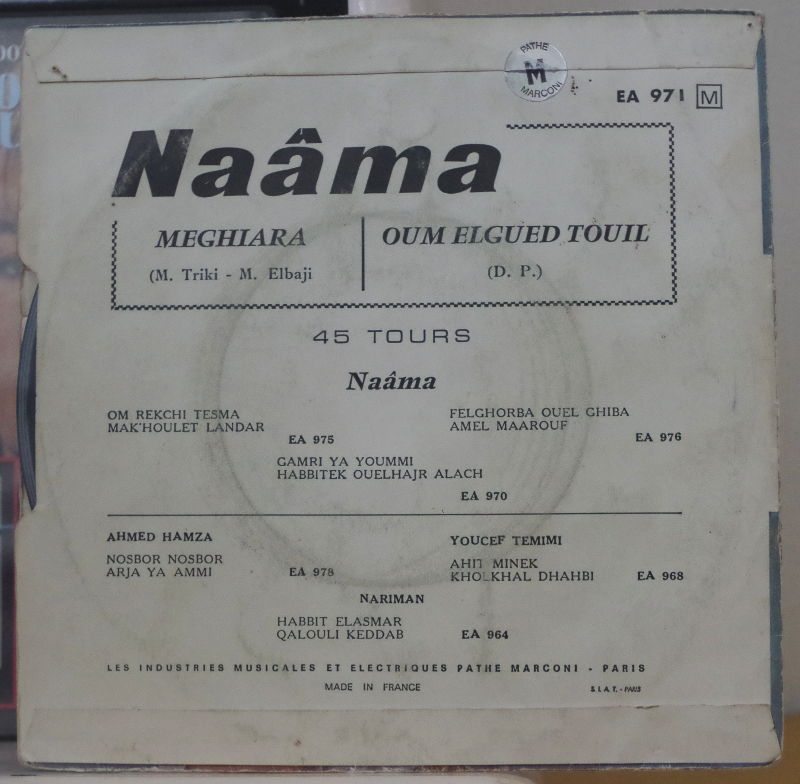 PATHE
M
MARCONI
EA 971 M
Naâma
MEGHIARA
(M. Triki - M. Elbaji
OUM ELGUED TOUIL
(D. P.)
45 TOURS
Naâma
OM REKCHI TESMA
MAK'HOULET LANDAR
EA 975
FELGHORBA OUEL GHIBA
AMEL MAAROUF
EA 976
GAMRI YA YOUMMI
HABBITEK OUELHAJR ALACH
EA 970
AHMED HAMZA
NOSBOR NOSBOR
ARJA YA AMMI
EA 978
YOUCEF TEMIMI
AHIT MINEK
KHOLKHAL DHAHBI
EA 968
NARIMAN
HABBIT ELASMAR
QALOULI KEDDAB
EA 964
LES INDUSTRIES MUSICALES ET ELECTRIQUES PATHE MARCONI - PARIS
MADE IN FRANCE
S.I.A.T. - PARIS